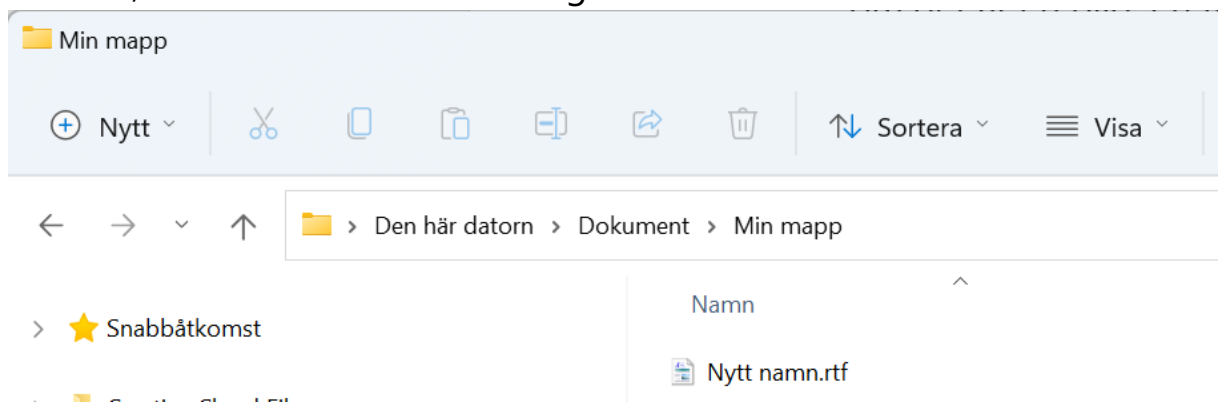 Min mapp
Nytt
Sortera
Visa
Den här datorn > Dokument > Min mapp
Namn
Snabbåtkomst
Nytt namn.rtf